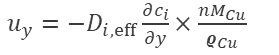 u_y = −D_{i,eff} ∂c_i/∂y × nM_{Cu}/ϱ_{Cu}